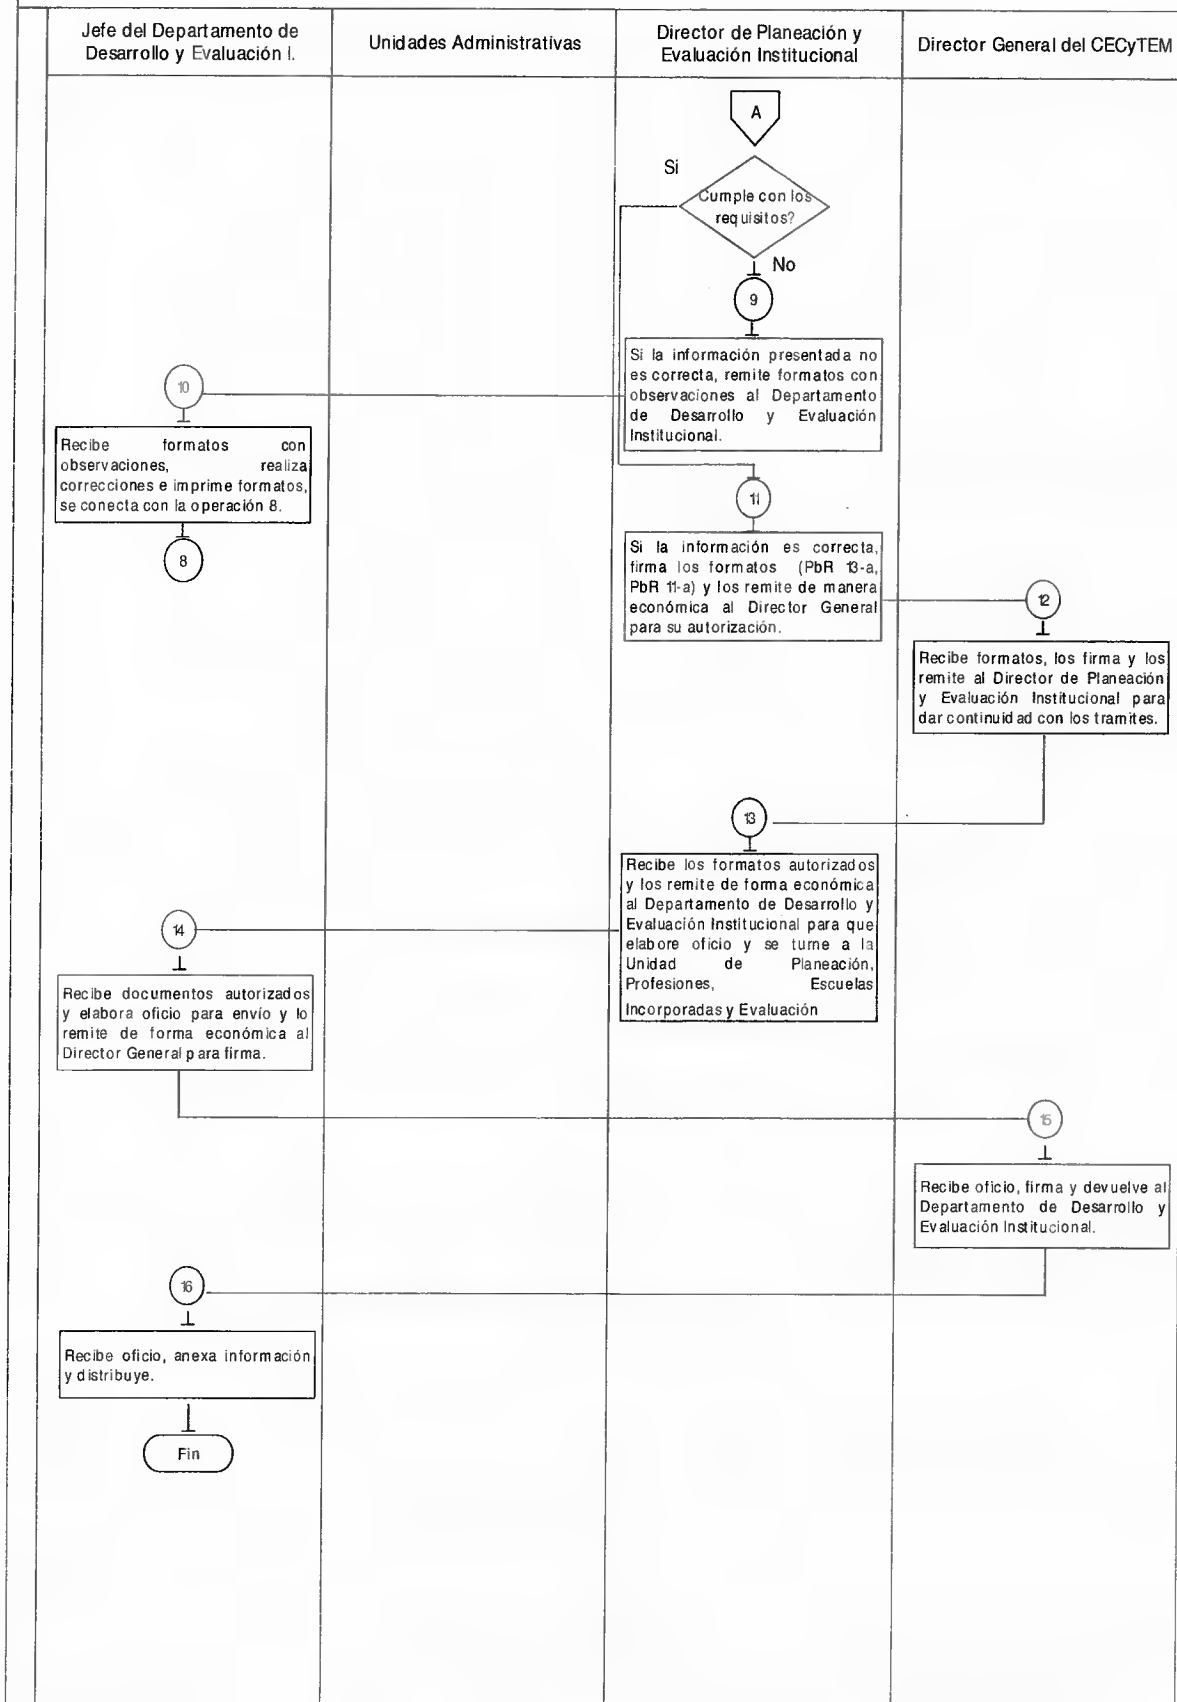 Jefe del Departamento de
Desarrollo y Evaluación I.
Unidades Administrativas
Director de Planeación y
Evaluación Institucional
Director General del CECyTEM
A
Si
Cumple con los
requisitos?
No
9
Si la información presentada no
es correcta, remite formatos con
observaciones al Departamento
de Desarrollo y Evaluación
Institucional.
10
Recibe formatos con
observaciones, realiza
correcciones e imprime formatos,
se conecta con la operación 8.
8
11
Si la información es correcta,
firma los formatos (PbR 13-a,
PbR 11-a) y los remite de manera
económica al Director General
para su autorización.
12
Recibe formatos, los firma y los
remite al Director de Planeación
y Evaluación Institucional para
dar continuidad con los tramites.
13
Recibe los formatos autorizados
y los remite de forma económica
al Departamento de Desarrollo y
Evaluación Institucional para que
elabore oficio y se turne a la
Unidad de Planeación,
Profesiones, Escuelas
Incorporadas y Evaluación
14
Recibe documentos autorizados
y elabora oficio para envío y lo
remite de forma económica al
Director General para firma.
15
Recibe oficio, firma y devuelve al
Departamento de Desarrollo y
Evaluación Institucional.
16
Recibe oficio, anexa información
y distribuye.
Fin